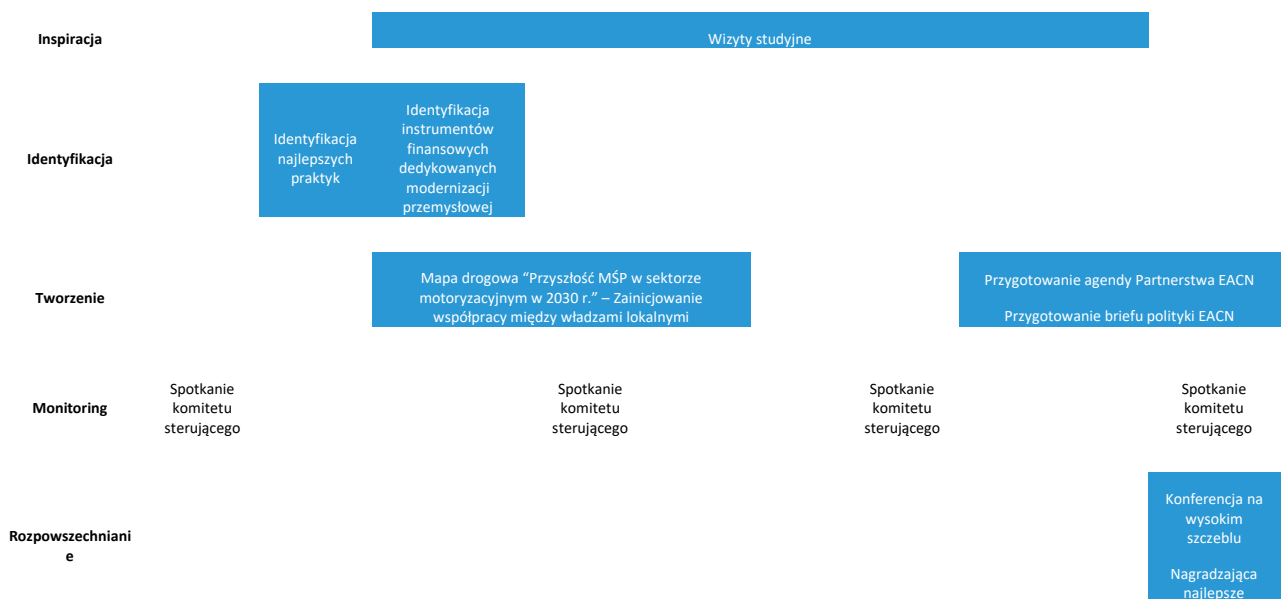 Inspiracja
Wizyty studyjne
Identyfikacja
Identyfikacja
najlepszych
praktyk
Identyfikacja
instrumentów
finansowych
dedykowanych
modernizacji
przemysłowej
Tworzenie
Mapa drogowa “Przyszłość MŚP w sektorze
motoryzacyjnym w 2030 r.” – Zainicjowanie
współpracy między władzami lokalnymi
Przygotowanie agendy Partnerstwa EACN
Przygotowanie briefu polityki EACN
Monitoring
Spotkanie
komitetu
sterującego
Spotkanie
komitetu
sterującego
Spotkanie
komitetu
sterującego
Spotkanie
komitetu
sterującego
Rozpowszechniani
e
Konferencja na
wysokim
szczeblu
Nagradzająca
najlepsze